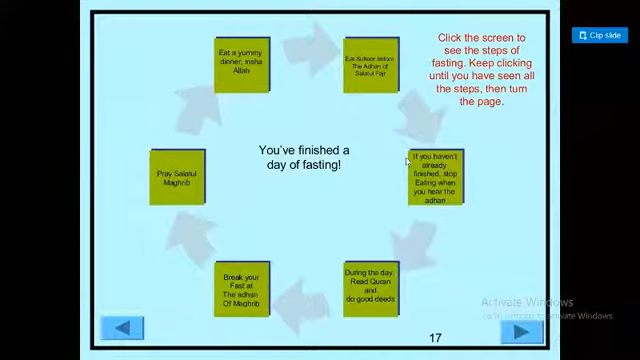 Clip slide
Click the screen to
see the steps of
fasting. Keep clicking
until you have seen all
the steps, then turn
the page.
Eat a yummy
dinner, insha
Allah
Eat Suhoor before
The Adhan of
Salatul Fajr
You've finished a
day of fasting!
If you haven't
already
finished, stop
Eating when
you hear the
adhan
Pray Salatul
Maghrib
During the day,
Read Quran
and
do good deeds
Break your
Fast at
The adhan
Of Maghrib
Activate Windows
to Activate Windows.
17